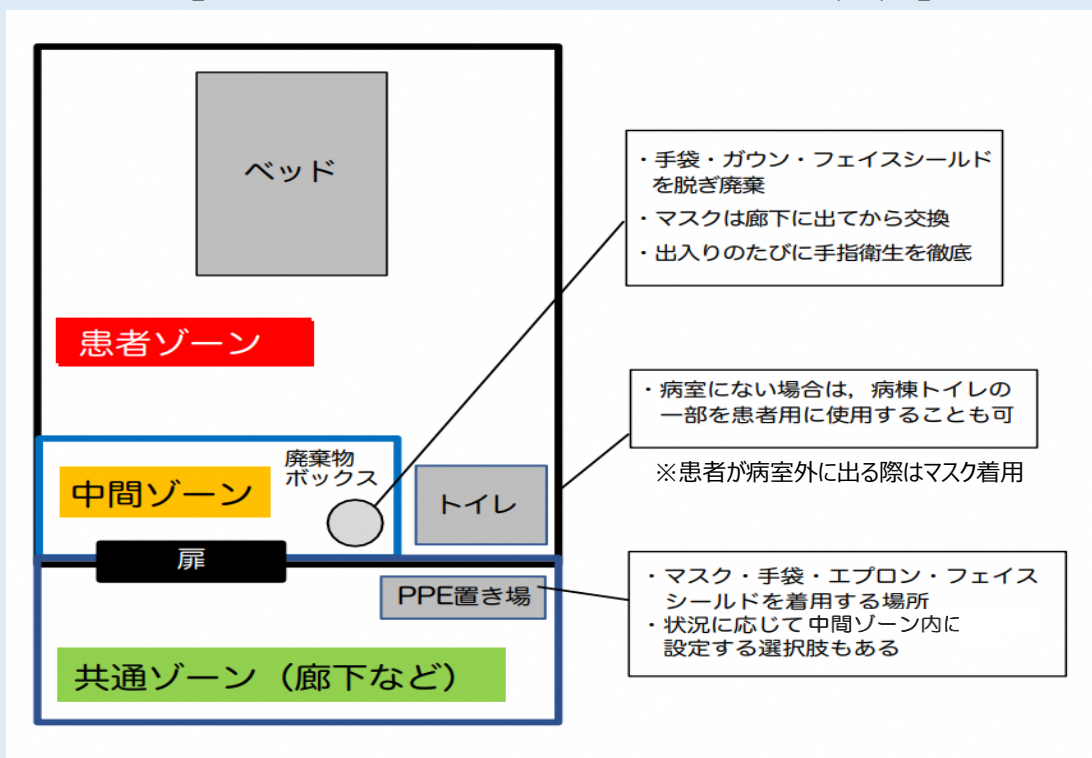 ベッド
・手袋・ガウン・フェイスシールド
を脱ぎ廃棄
・マスクは廊下に出てから交換
・出入りのたびに手指衛生を徹底
患者ゾーン
・病室にない場合は，病棟トイレの
一部を患者用に使用することも可
※患者が病室外に出る際はマスク着用
廃棄物
ボックス
中間ゾーン
トイレ
扉
PPE置き場
・マスク・手袋・エプロン・フェイス
シールドを着用する場所
・状況に応じて中間ゾーン内に
設定する選択肢もある
共通ゾーン（廊下など）